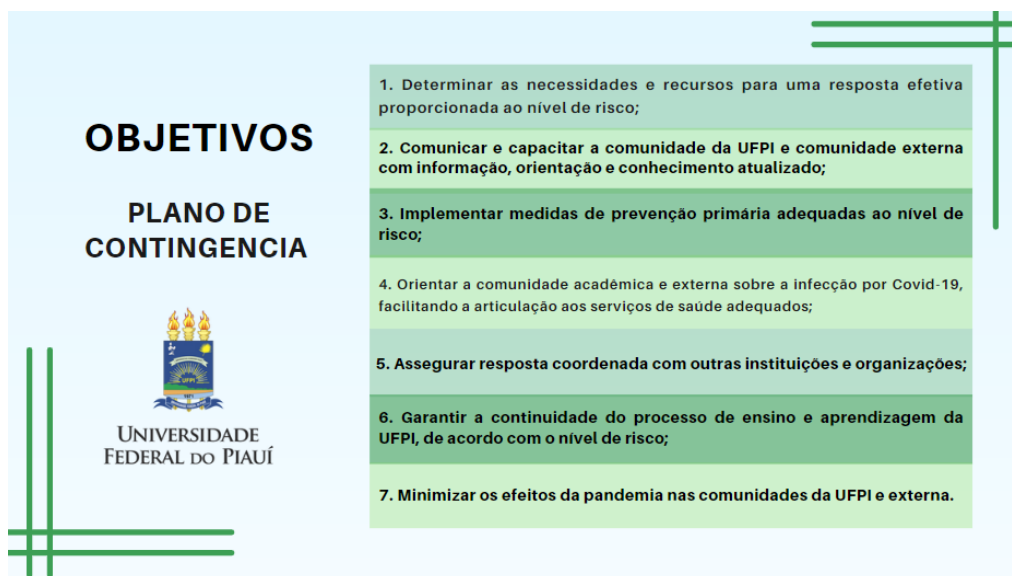 OBJETIVOS
PLANO DE
CONTINGENCIA
UFPI
UNIVERSIDADE
FEDERAL DO PIAUÍ
1. Determinar as necessidades e recursos para uma resposta efetiva
proporcionada ao nível de risco;
2. Comunicar e capacitar a comunidade da UFPI e comunidade externa
com informação, orientação e conhecimento atualizado;
3. Implementar medidas de prevenção primária adequadas ao nível de
risco;
4. Orientar a comunidade acadêmica e externa sobre a infecção por Covid-19,
facilitando a articulação aos serviços de saúde adequados;
5. Assegurar resposta coordenada com outras instituições e organizações;
6. Garantir a continuidade do processo de ensino e aprendizagem da
UFPI, de acordo com o nível de risco;
7. Minimizar os efeitos da pandemia nas comunidades da UFPI e externa.